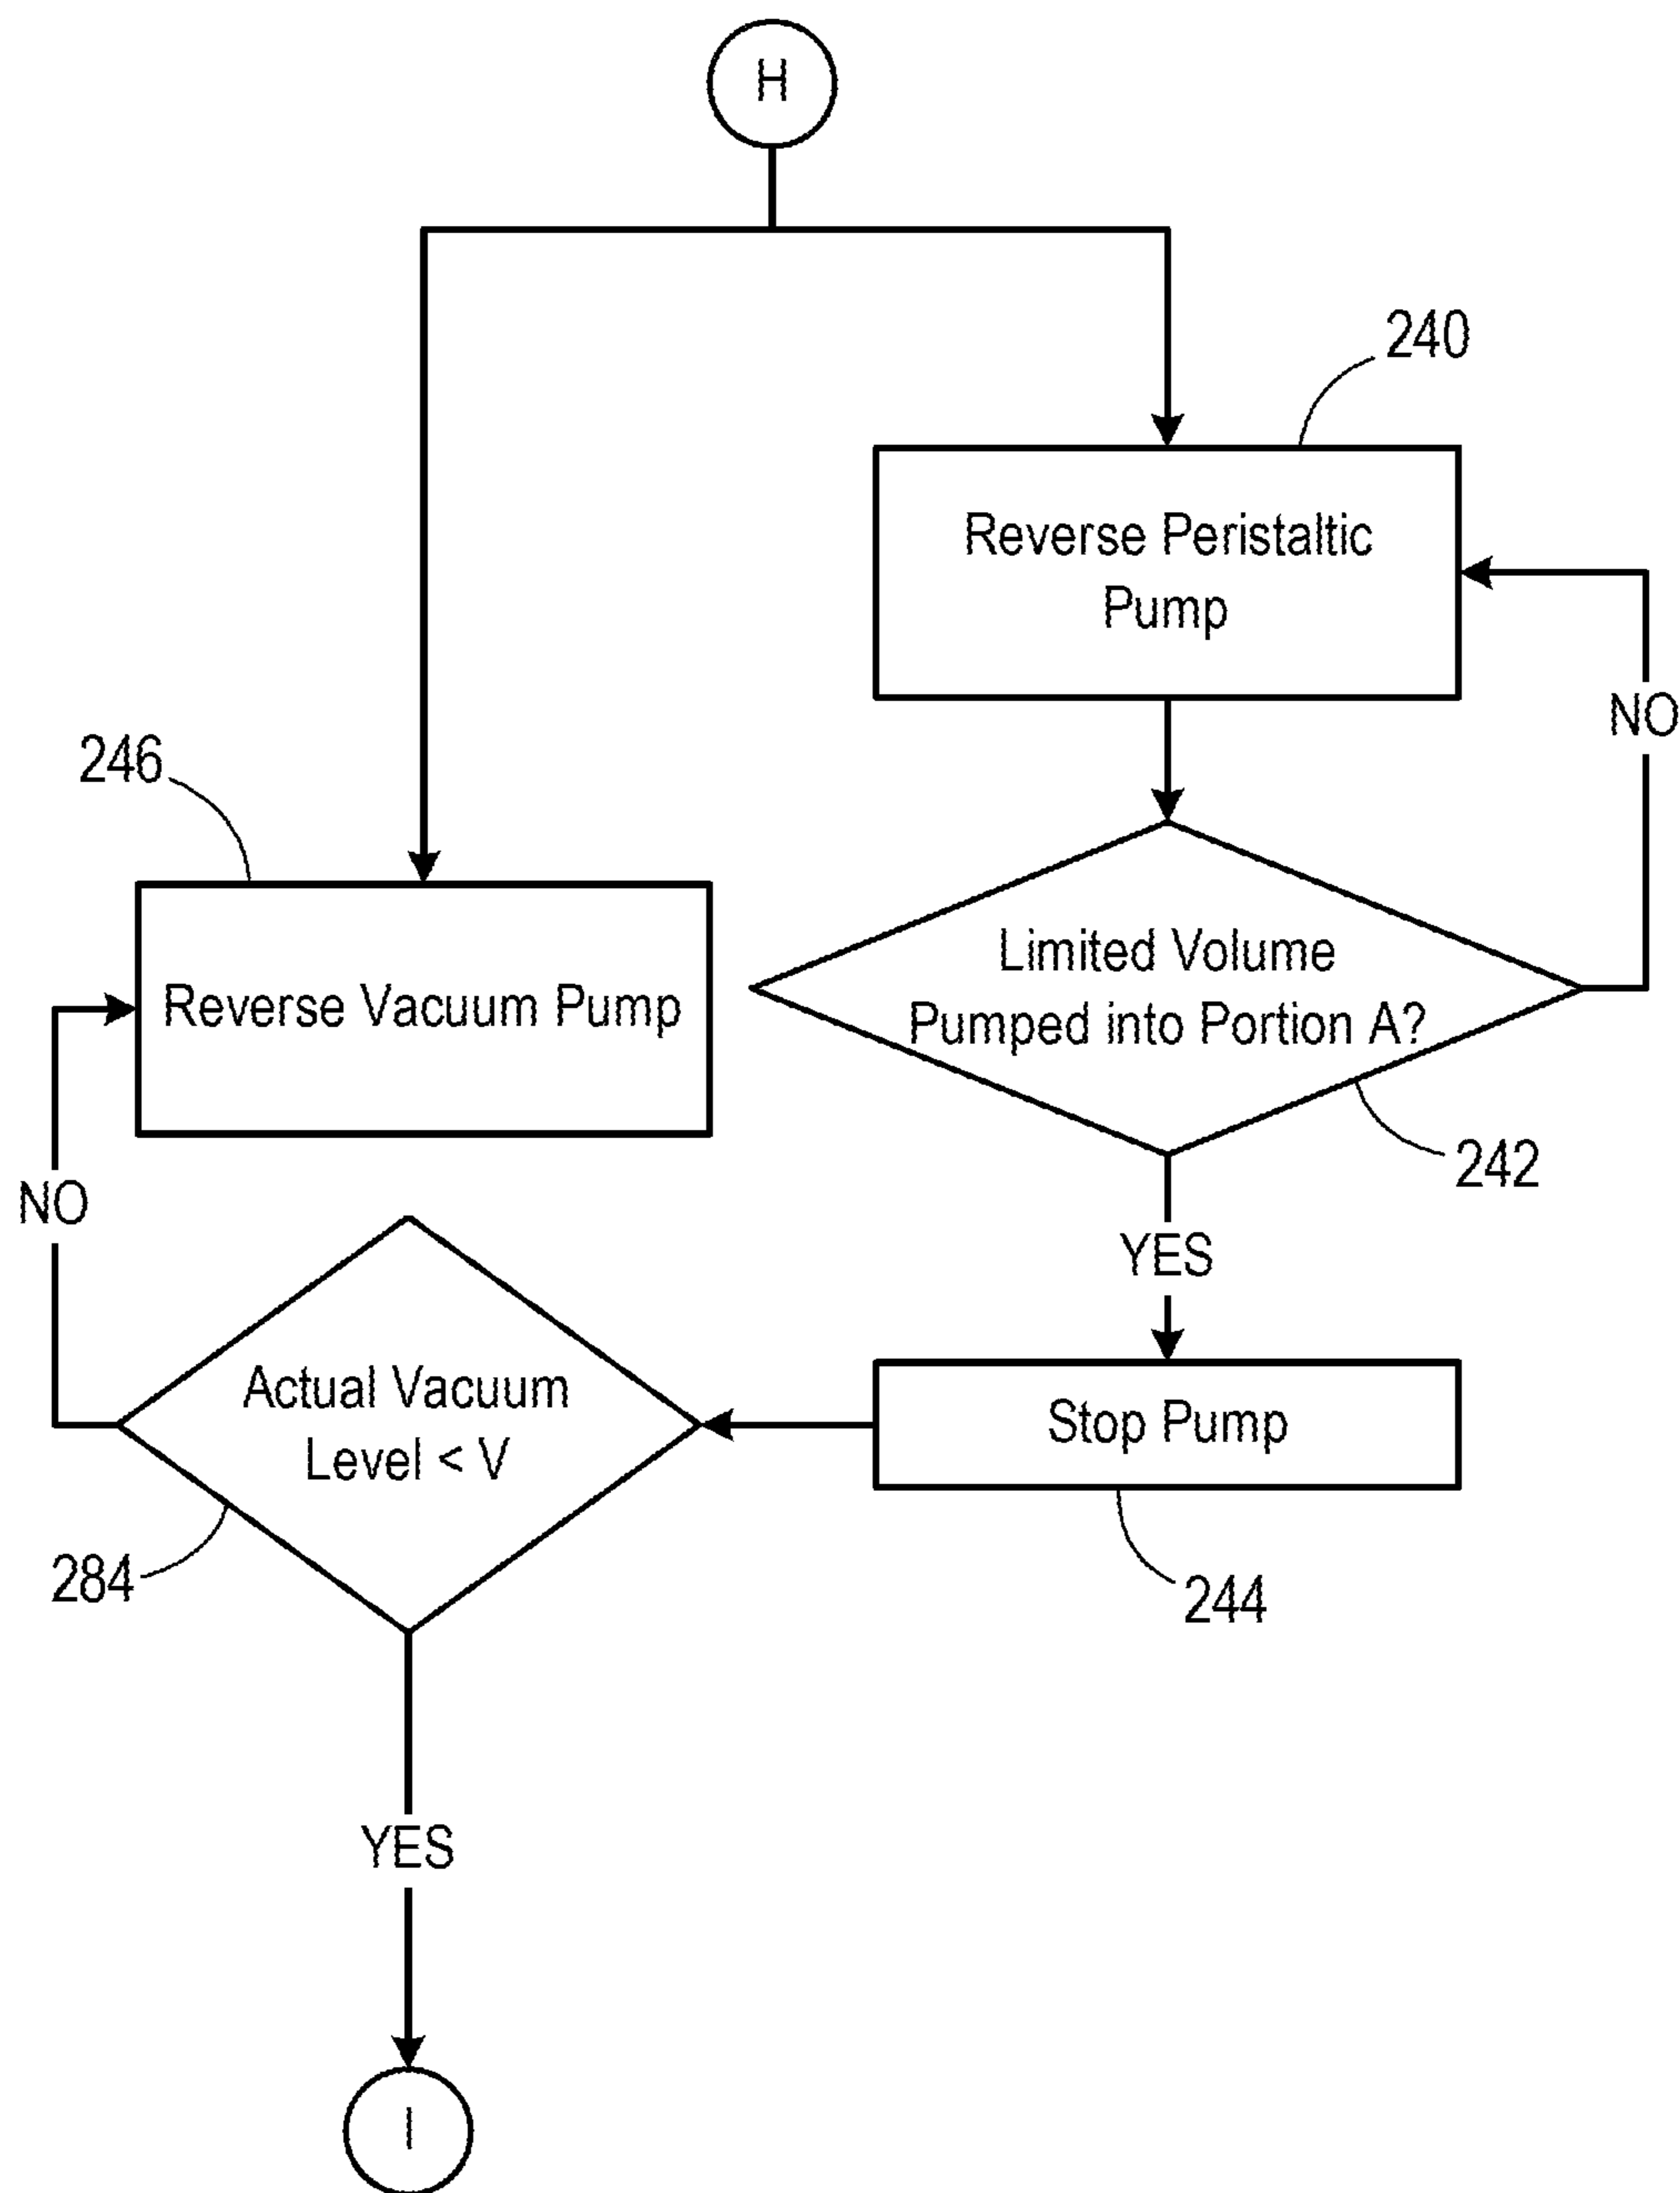 H
240
Reverse Peristaltic
Pump
NO
246
Reverse Vacuum Pump
Limited Volume
Pumped into Portion A?
242
NO
YES
Actual Vacuum
Level < V
Stop Pump
284
244
YES
I